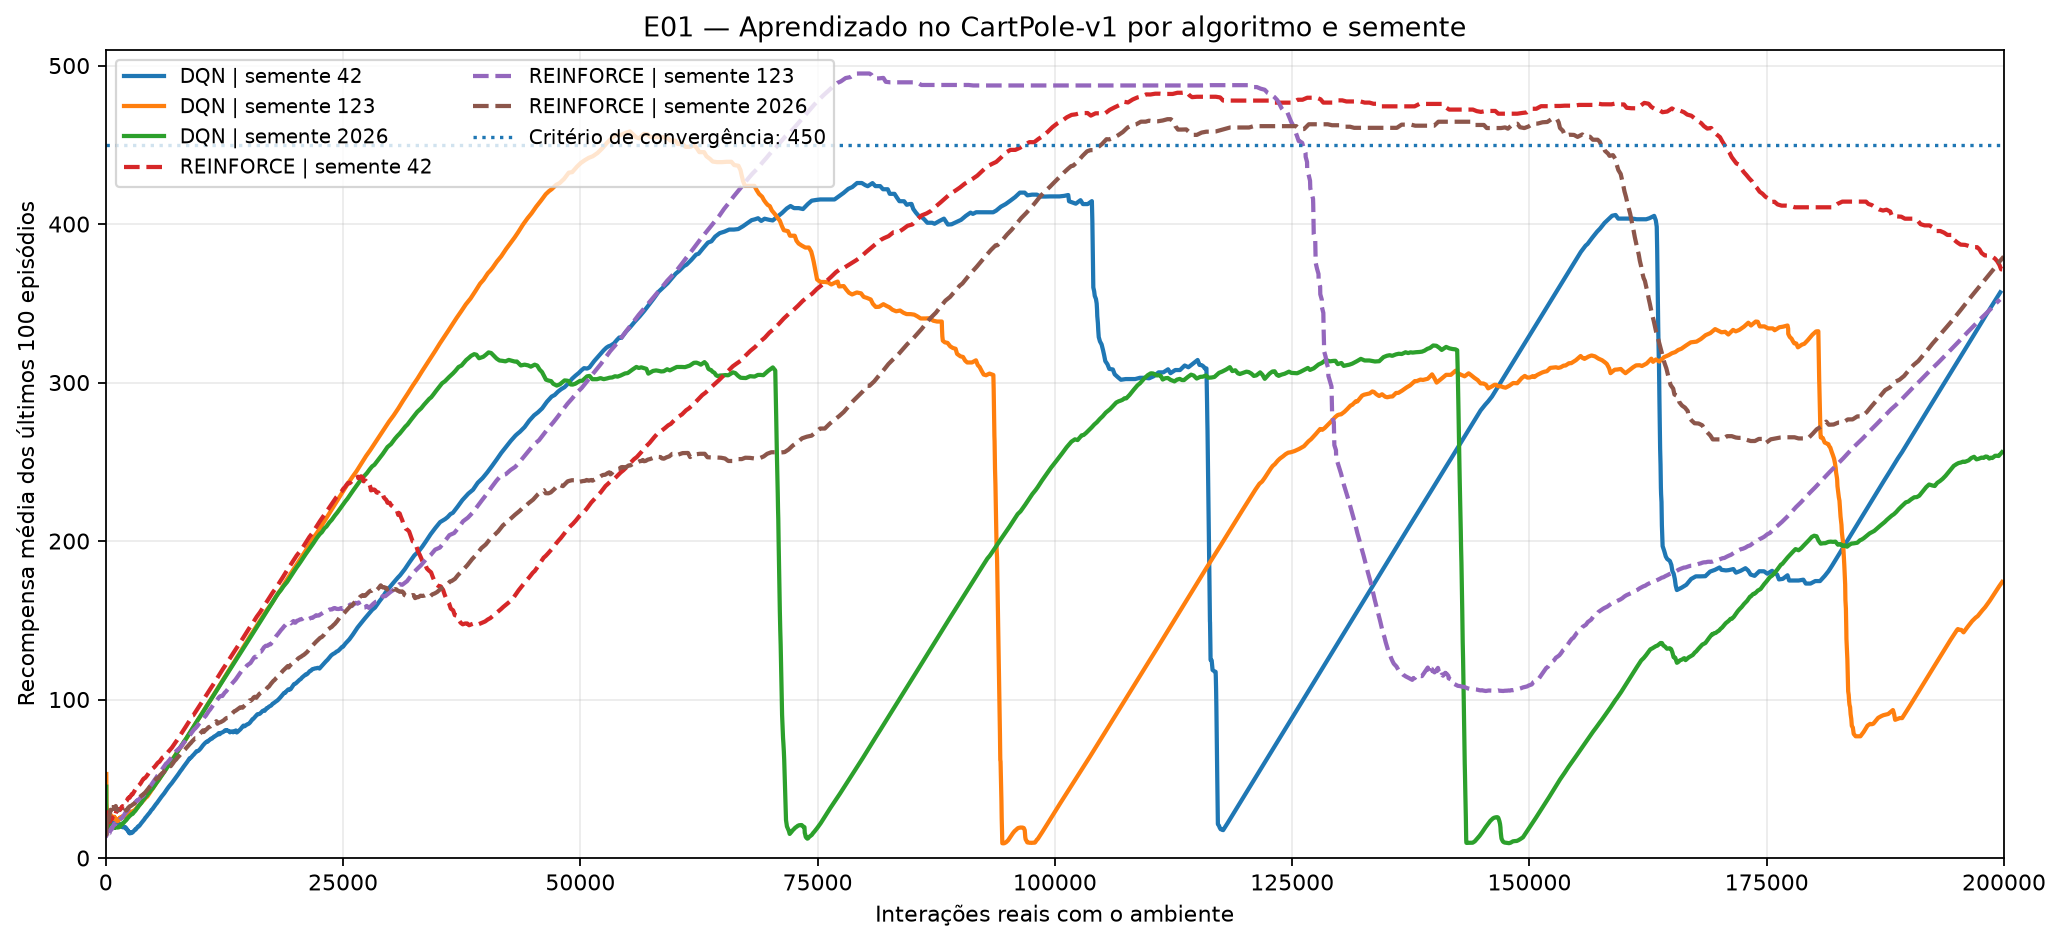 E01 — Aprendizado no CartPole-v1 por algoritmo e semente
Recompensa média dos últimos 100 episódios
500
400
300
200
100
0
DQN | semente 42
DQN | semente 123
DQN | semente 2026
REINFORCE | semente 42
REINFORCE | semente 123
REINFORCE | semente 2026
Critério de convergência: 450
0
25000
50000
75000
100000
125000
150000
175000
200000
Interações reais com o ambiente